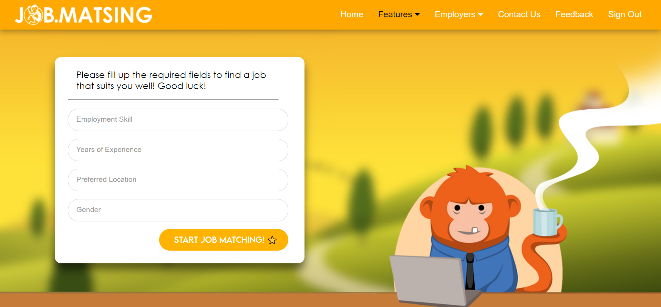 JOB.MATSING
Home Features Employers Contact Us Feedback Sign Out
Please fill up the required fields to find a job
that suits you well! Good luck!
Employment Skill
Years of Experience
Preferred Location
Gender
START JOB MATCHING!